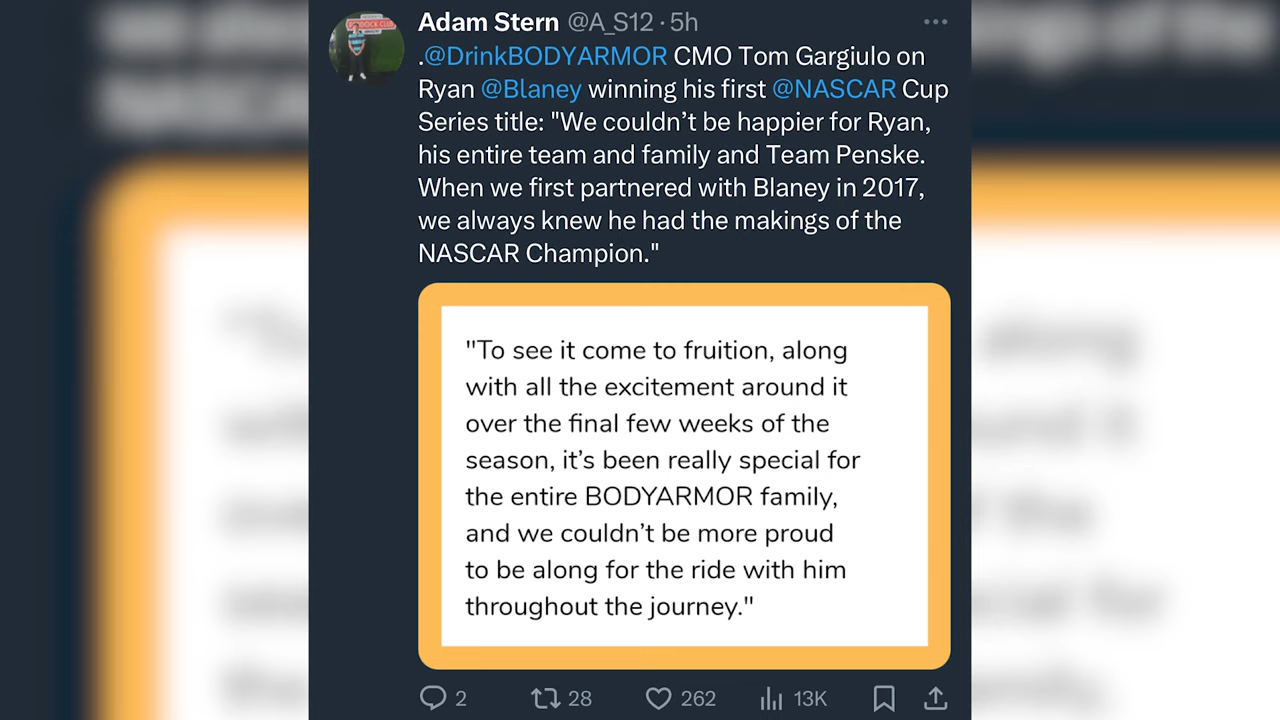 Adam Stern @A_S12 · 5h
.@DrinkBODYARMOR CMO Tom Gargiulo on
Ryan @Blaney winning his first @NASCAR Cup
Series title: "We couldn’t be happier for Ryan,
his entire team and family and Team Penske.
When we first partnered with Blaney in 2017,
we always knew he had the makings of the
NASCAR Champion."
"To see it come to fruition, along
with all the excitement around it
over the final few weeks of the
season, it’s been really special for
the entire BODYARMOR family,
and we couldn’t be more proud
to be along for the ride with him
throughout the journey."
2 28 262 13K